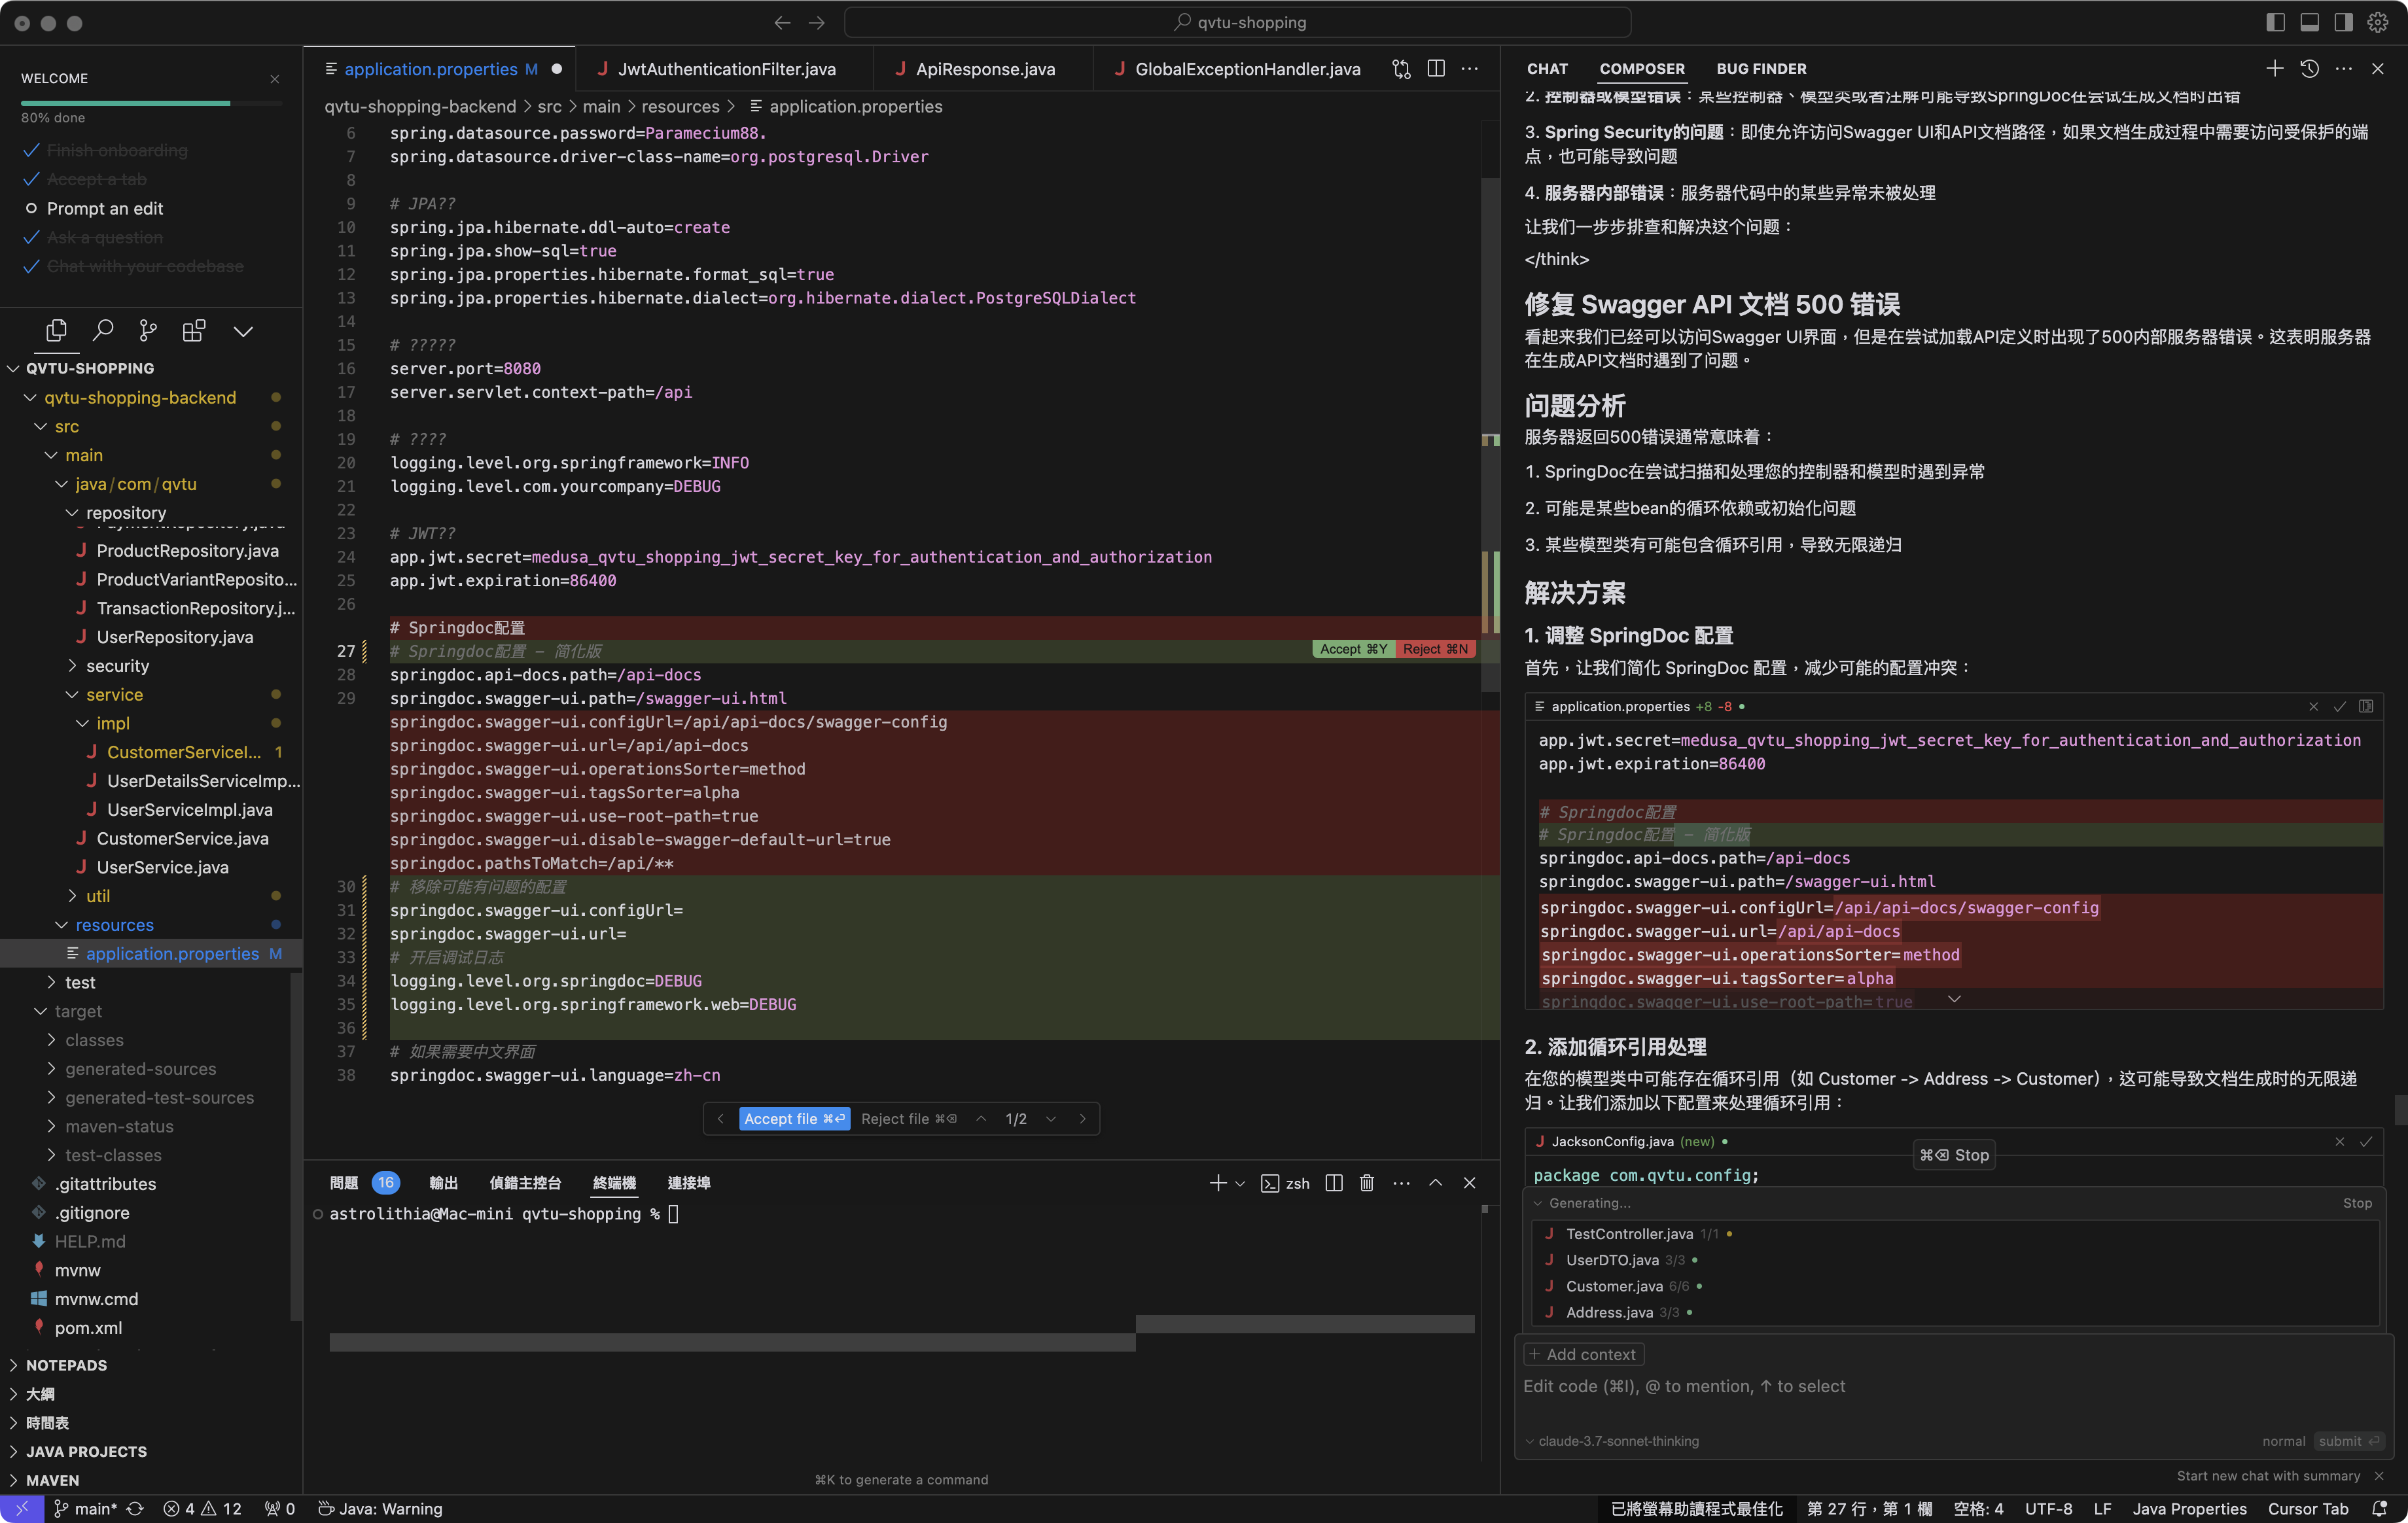 qvtu-shopping
WELCOME
80% done
Finish onboarding
Accept a tab
Prompt an edit
Ask a question
Chat with your codebase
QVTU-SHOPPING
qvtu-shopping-backend
src
main
java/com/qvtu
repository
PaymentRepository.java
ProductRepository.java
ProductVariantReposito...
TransactionRepository.j...
UserRepository.java
security
service
impl
CustomerServiceI... 1
UserDetailsServiceImp...
UserServiceImpl.java
CustomerService.java
UserService.java
util
resources
application.properties M
test
target
classes
generated-sources
generated-test-sources
maven-status
test-classes
.gitattributes
.gitignore
HELP.md
mvnw
mvnw.cmd
pom.xml
NOTEPADS
大綱
時間表
JAVA PROJECTS
MAVEN
application.properties M
JwtAuthenticationFilter.java
ApiResponse.java
GlobalExceptionHandler.java
qvtu-shopping-backend > src > main > resources > application.properties
6 spring.datasource.password=Paramecium88.
7 spring.datasource.driver-class-name=org.postgresql.Driver
8
9 # JPA??
10 spring.jpa.hibernate.ddl-auto=create
11 spring.jpa.show-sql=true
12 spring.jpa.properties.hibernate.format_sql=true
13 spring.jpa.properties.hibernate.dialect=org.hibernate.dialect.PostgreSQLDialect
14
15 # ?????
16 server.port=8080
17 server.servlet.context-path=/api
18
19 # ????
20 logging.level.org.springframework=INFO
21 logging.level.com.yourcompany=DEBUG
22
23 # JWT??
24 app.jwt.secret=medusa_qvtu_shopping_jwt_secret_key_for_authentication_and_authorization
25 app.jwt.expiration=86400
26
# Springdoc配置
27 # Springdoc配置 - 简化版
Accept ⌘Y Reject ⌘N
28 springdoc.api-docs.path=/api-docs
29 springdoc.swagger-ui.path=/swagger-ui.html
springdoc.swagger-ui.configUrl=/api/api-docs/swagger-config
springdoc.swagger-ui.url=/api/api-docs
springdoc.swagger-ui.operationsSorter=method
springdoc.swagger-ui.tagsSorter=alpha
springdoc.swagger-ui.use-root-path=true
springdoc.swagger-ui.disable-swagger-default-url=true
springdoc.pathsToMatch=/api/**
30 # 移除可能有问题的配置
31 springdoc.swagger-ui.configUrl=
32 springdoc.swagger-ui.url=
33 # 开启调试日志
34 logging.level.org.springdoc=DEBUG
35 logging.level.org.springframework.web=DEBUG
36
37 # 如果需要中文界面
38 springdoc.swagger-ui.language=zh-cn
Accept file ⌘⏎ Reject file ⌘⌫ 1/2
問題 16 輸出 偵錯主控台 終端機 連接埠
zsh
astrolithia@Mac-mini qvtu-shopping %
⌘K to generate a command
CHAT COMPOSER BUG FINDER
2. 控制器或模型错误：某些控制器、模型类或者注解可能导致SpringDoc在尝试生成文档时出错
3. Spring Security的问题：即使允许访问Swagger UI和API文档路径，如果文档生成过程中需要访问受保护的端
点，也可能导致问题
4. 服务器内部错误：服务器代码中的某些异常未被处理
让我们一步步排查和解决这个问题：
</think>
修复 Swagger API 文档 500 错误
看起来我们已经可以访问Swagger UI界面，但是在尝试加载API定义时出现了500内部服务器错误。这表明服务器
在生成API文档时遇到了问题。
问题分析
服务器返回500错误通常意味着：
1. SpringDoc在尝试扫描和处理您的控制器和模型时遇到异常
2. 可能是某些bean的循环依赖或初始化问题
3. 某些模型类有可能包含循环引用，导致无限递归
解决方案
1. 调整 SpringDoc 配置
首先，让我们简化 SpringDoc 配置，减少可能的配置冲突：
application.properties +8 -8
app.jwt.secret=medusa_qvtu_shopping_jwt_secret_key_for_authentication_and_authorization
app.jwt.expiration=86400
# Springdoc配置
# Springdoc配置 - 简化版
springdoc.api-docs.path=/api-docs
springdoc.swagger-ui.path=/swagger-ui.html
springdoc.swagger-ui.configUrl=/api/api-docs/swagger-config
springdoc.swagger-ui.url=/api/api-docs
springdoc.swagger-ui.operationsSorter=method
springdoc.swagger-ui.tagsSorter=alpha
springdoc.swagger-ui.use-root-path=true
2. 添加循环引用处理
在您的模型类中可能存在循环引用（如 Customer -> Address -> Customer），这可能导致文档生成时的无限递
归。让我们添加以下配置来处理循环引用：
JacksonConfig.java (new)
⌘⌫ Stop
package com.qvtu.config;
Generating... Stop
TestController.java 1/1
UserDTO.java 3/3
Customer.java 6/6
Address.java 3/3
+ Add context
Edit code (⌘I), @ to mention, ↑ to select
claude-3.7-sonnet-thinking
normal submit ⏎
Start new chat with summary
main* 4 12 0 Java: Warning
已將螢幕助讀程式最佳化 第 27 行，第 1 欄 空格: 4 UTF-8 LF Java Properties Cursor Tab